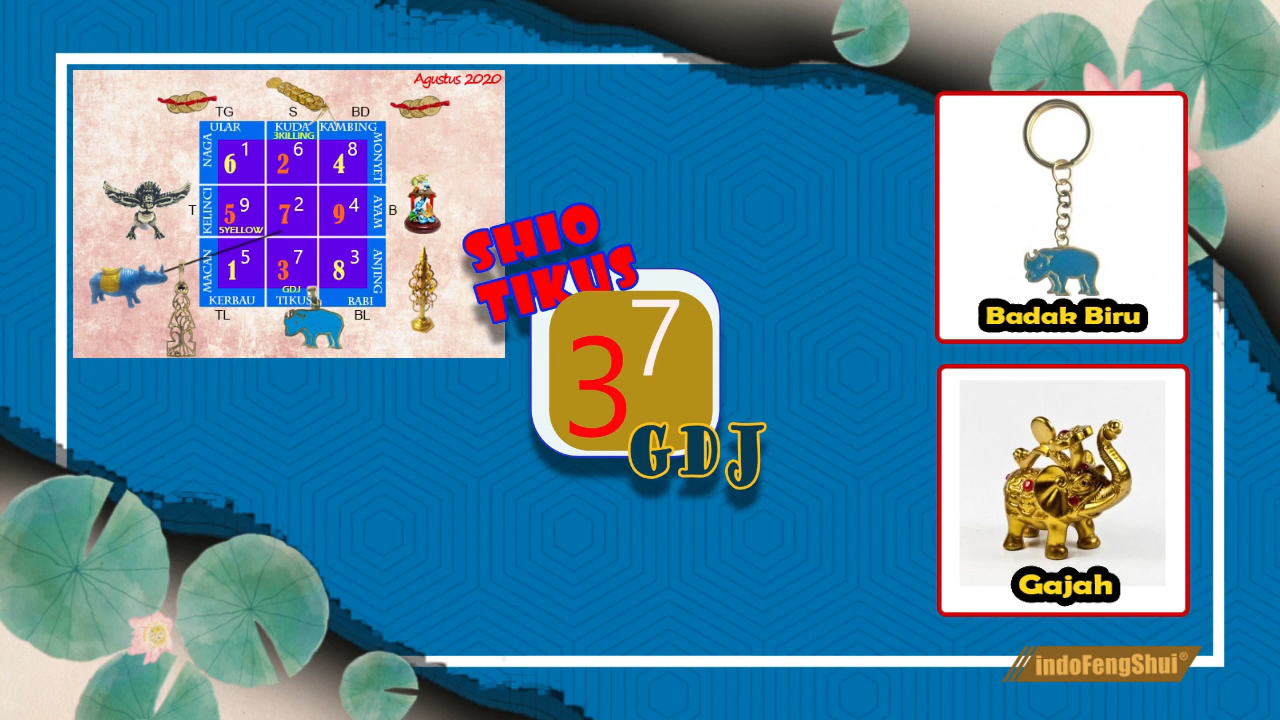 Agustus 2020
TG S BD
ULAR KUDA KAMBING
3KILLING
NAGA 6 1 2 6 4 8 MONYET
T KELINCI 5 9 7 2 9 4 AYAM B
5YELLOW
MACAN 1 5 3 7 8 3 ANJING
GDJ
KERBAU TIKUS BABI
TL BL
SHIO
TIKUS
3 7
GDJ
Badak Biru
Gajah
indoFengShui®